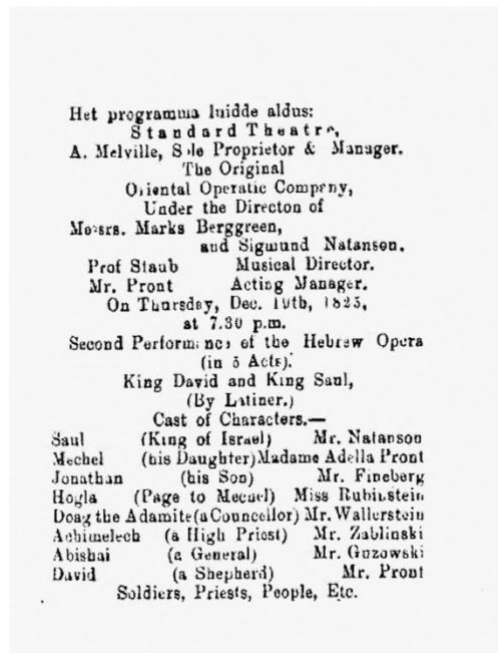 Het programma luidde aldus:
Standard Theatre,
A. Melville, Sole Proprietor & Manager.
The Original
Oriental Operatic Company,
Under the Directon of
Messrs. Marks Berggreen,
and Sigmund Natanson.
Prof Staub Musical Director.
Mr. Pront Acting Manager.
On Thursday, Dec. 19th,
at 7.30 p.m.
Second Performance of the Hebrew Opera
(in 5 Acts).
King David and King Saul,
(By Latiner.)
Cast of Characters.—
Saul (King of Israel) Mr. Natanson
Mechel (his Daughter) Madame Adella Pront
Jonathan (his Son) Mr. Fineberg
Hogla (Page to Mechel) Miss Rubinstein
Doag the Adamite (a Councellor) Mr. Wallerstein
Achimelech (a High Priest) Mr. Zablinski
Abishai (a General) Mr. Guzowski
David (a Shepherd) Mr. Pront
Soldiers, Priests, People, Etc.